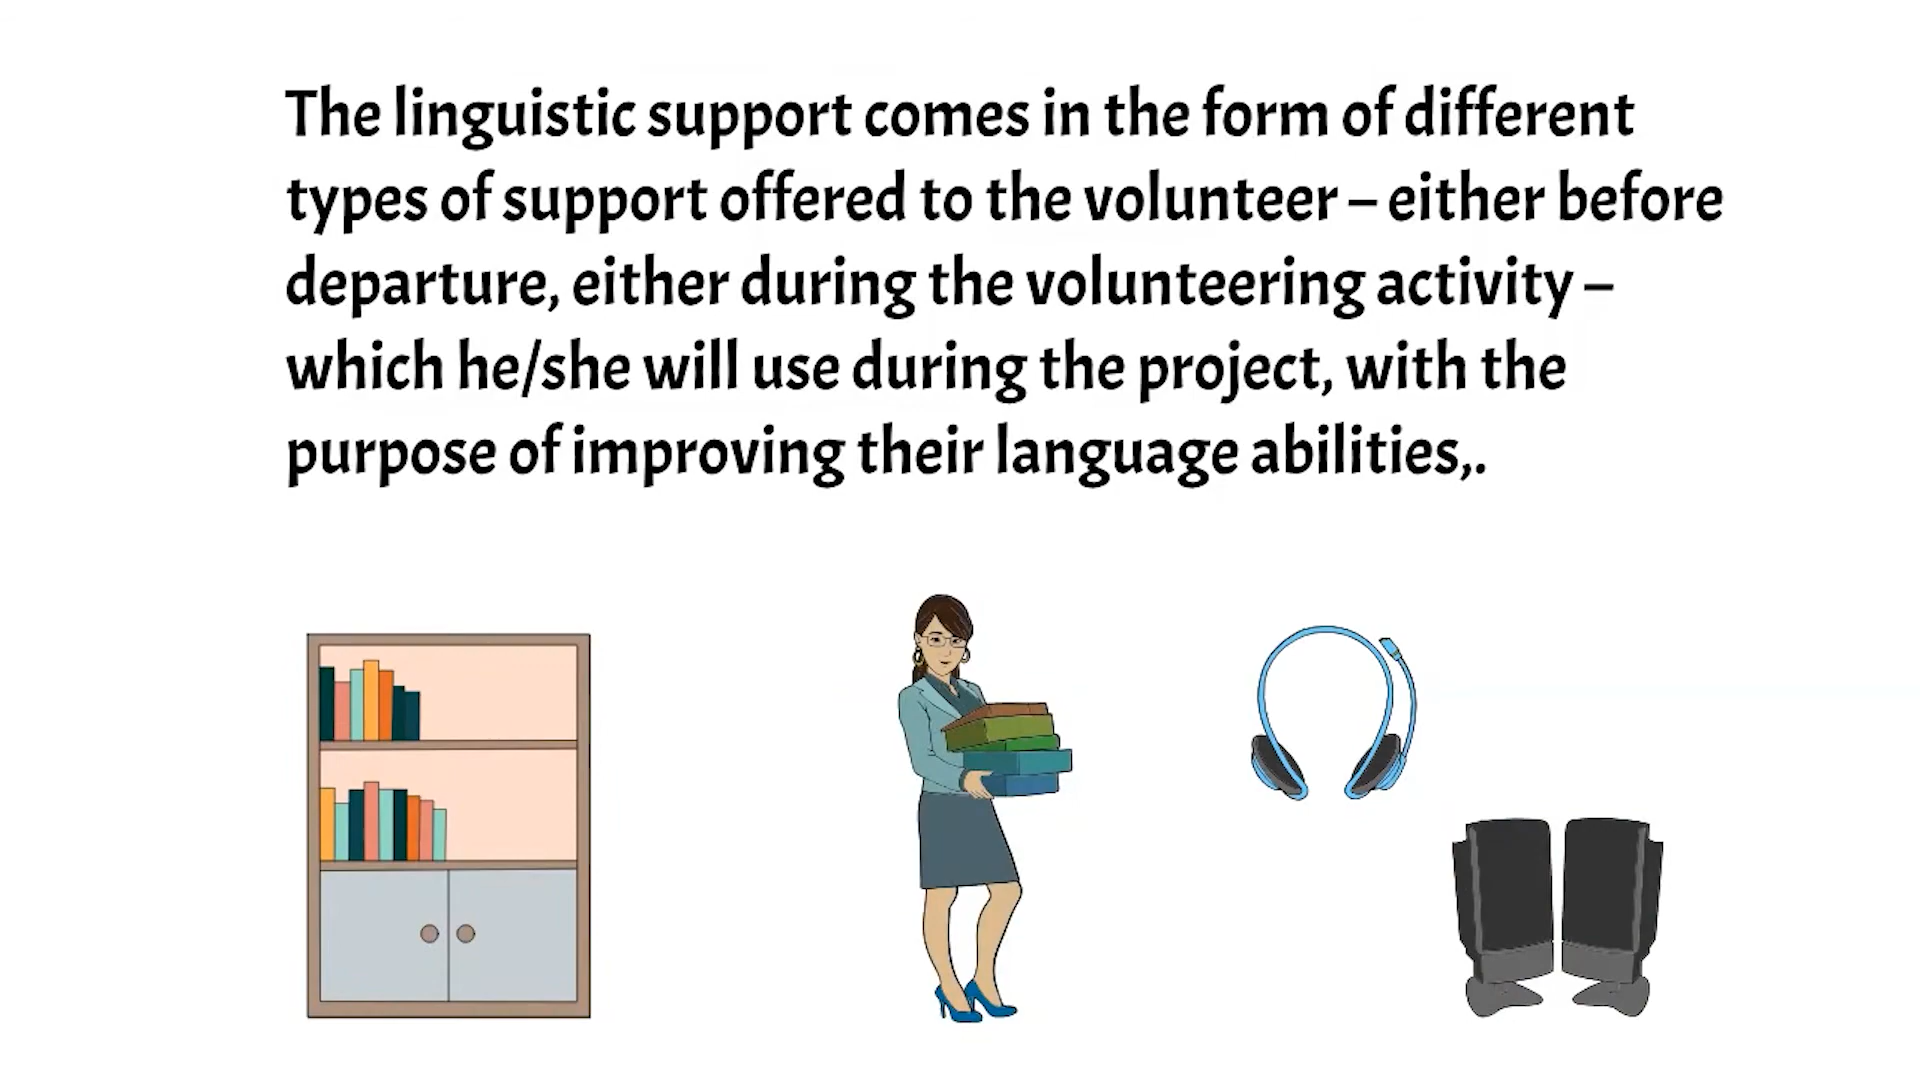 The linguistic support comes in the form of different
types of support offered to the volunteer – either before
departure, either during the volunteering activity –
which he/she will use during the project, with the
purpose of improving their language abilities,.